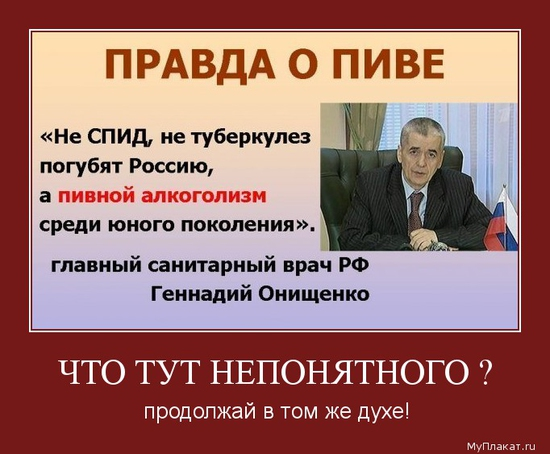 ПРАВДА О ПИВЕ
«Не СПИД, не туберкулез
погубят Россию,
а пивной алкоголизм
среди юного поколения».
главный санитарный врач РФ
Геннадий Онищенко
ЧТО ТУТ НЕПОНЯТНОГО ?
продолжай в том же духе!
МуПлакат.ru